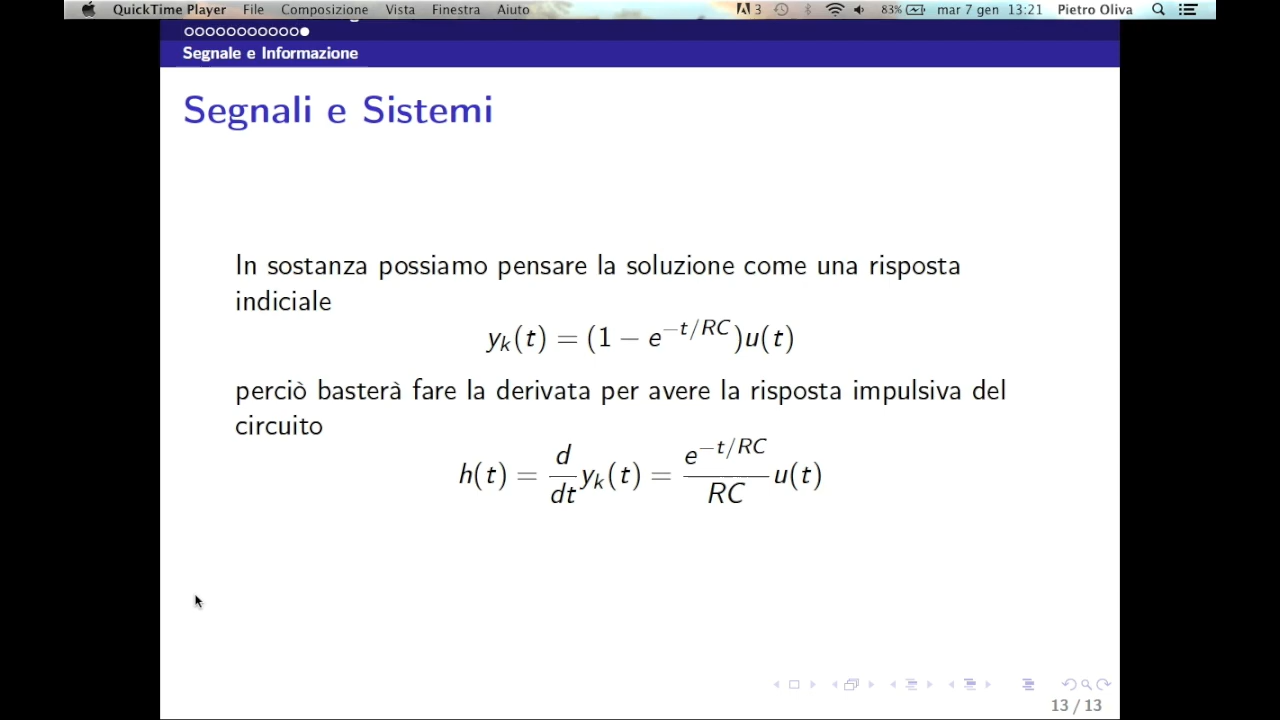 QuickTime Player File Composizione Vista Finestra Aiuto 3 83% mar 7 gen 13:21 Pietro Oliva
Segnale e Informazione
Segnali e Sistemi
In sostanza possiamo pensare la soluzione come una risposta
indiciale
yₖ(t) = (1 − e^{−t/RC})u(t)
perciò basterà fare la derivata per avere la risposta impulsiva del
circuito
h(t) = d/dt yₖ(t) = e^{−t/RC}/RC u(t)
13 / 13